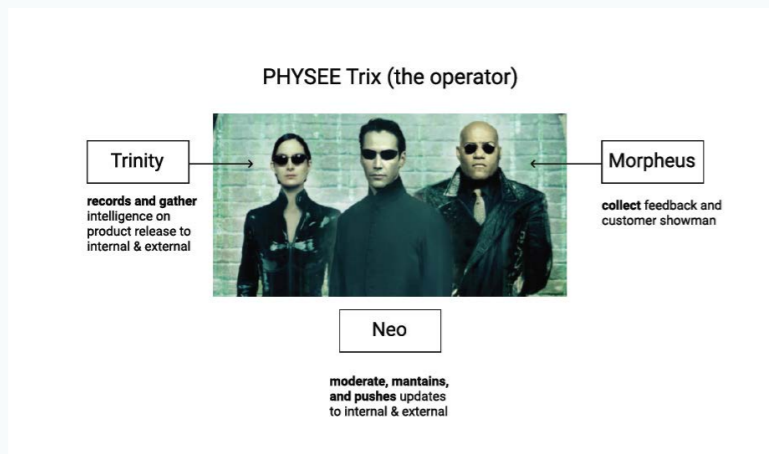 PHYSEE Trix (the operator)
Trinity
records and gather
intelligence on
product release to
internal & external
Morpheus
collect feedback and
customer showman
Neo
moderate, mantains,
and pushes updates
to internal & external